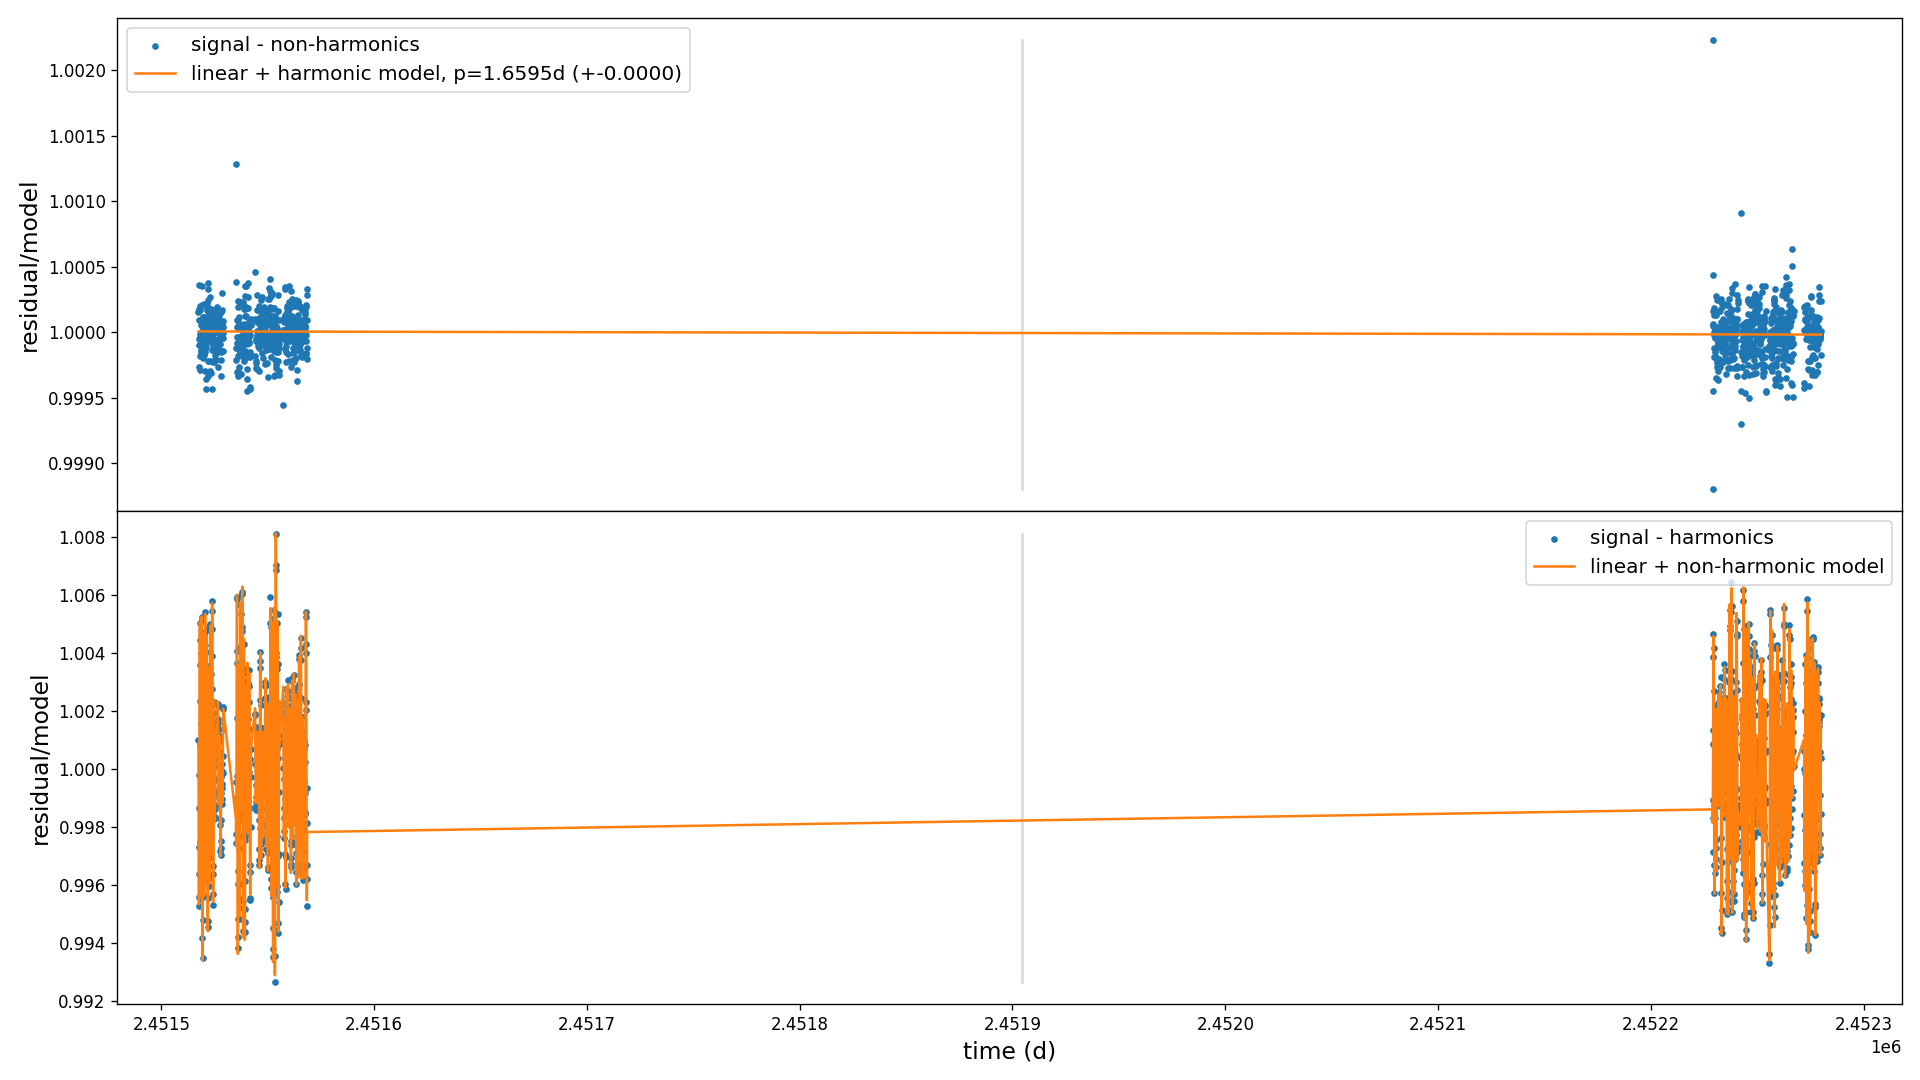 signal - non-harmonics
linear + harmonic model, p=1.6595d (+-0.0000)
1.0020
1.0015
1.0010
1.0005
1.0000
0.9995
0.9990
residual/model
signal - harmonics
linear + non-harmonic model
1.008
1.006
1.004
1.002
1.000
0.998
0.996
0.994
0.992
residual/model
2.4515 2.4516 2.4517 2.4518 2.4519 2.4520 2.4521 2.4522 2.4523
1e6
time (d)